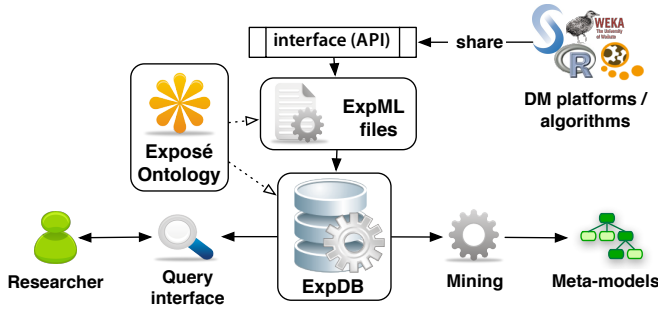 interface (API)
share
WEKA
The University
of Waikato
R
DM platforms /
algorithms
ExpML
files
Exposé
Ontology
Researcher
Query
interface
ExpDB
Mining
Meta-models